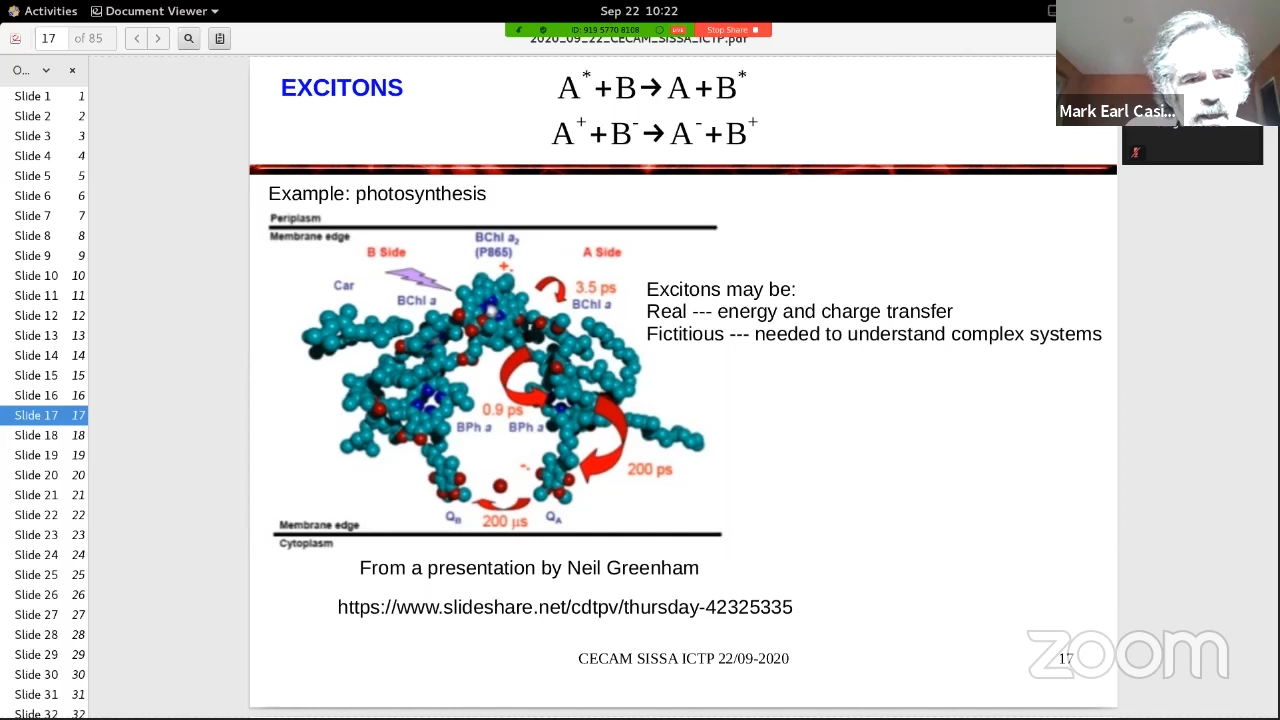 Activities
Document Viewer
Sep 22 10:22
17
of 85
ID: 919 5770 8108
LIVE
Stop Share
2020_09_22_CECAM_SISSA_ICTP.pdf
O...
Slide 1 1
Slide 2 2
Slide 3 3
Slide 4 4
Slide 5 5
Slide 6 6
Slide 7 7
Slide 8 8
Slide 9 9
Slide 10 10
Slide 11 11
Slide 12 12
Slide 13 13
Slide 14 14
Slide 15 15
Slide 16 16
Slide 17 17
Slide 18 18
Slide 19 19
Slide 20 20
Slide 21 21
Slide 22 22
Slide 23 23
Slide 24 24
Slide 25 25
Slide 26 26
Slide 27 27
Slide 28 28
Slide 29 29
Slide 30 30
Slide 31 31
Slide 32 32
Mark Earl Casi...
EXCITONS
A* + B → A + B*
A+ + B- → A- + B+
Example: photosynthesis
Periplasm
Membrane edge
B Side
BChl a₂
(P865)
A Side
+.
Car
BChl a
3.5 ps
BChl a
0.9 ps
BPh a
BPh a
-.
200 ps
QB
200 µs
QA
Membrane edge
Cytoplasm
Excitons may be:
Real --- energy and charge transfer
Fictitious --- needed to understand complex systems
From a presentation by Neil Greenham
https://www.slideshare.net/cdtpv/thursday-42325335
CECAM SISSA ICTP 22/09-2020
17
zoom